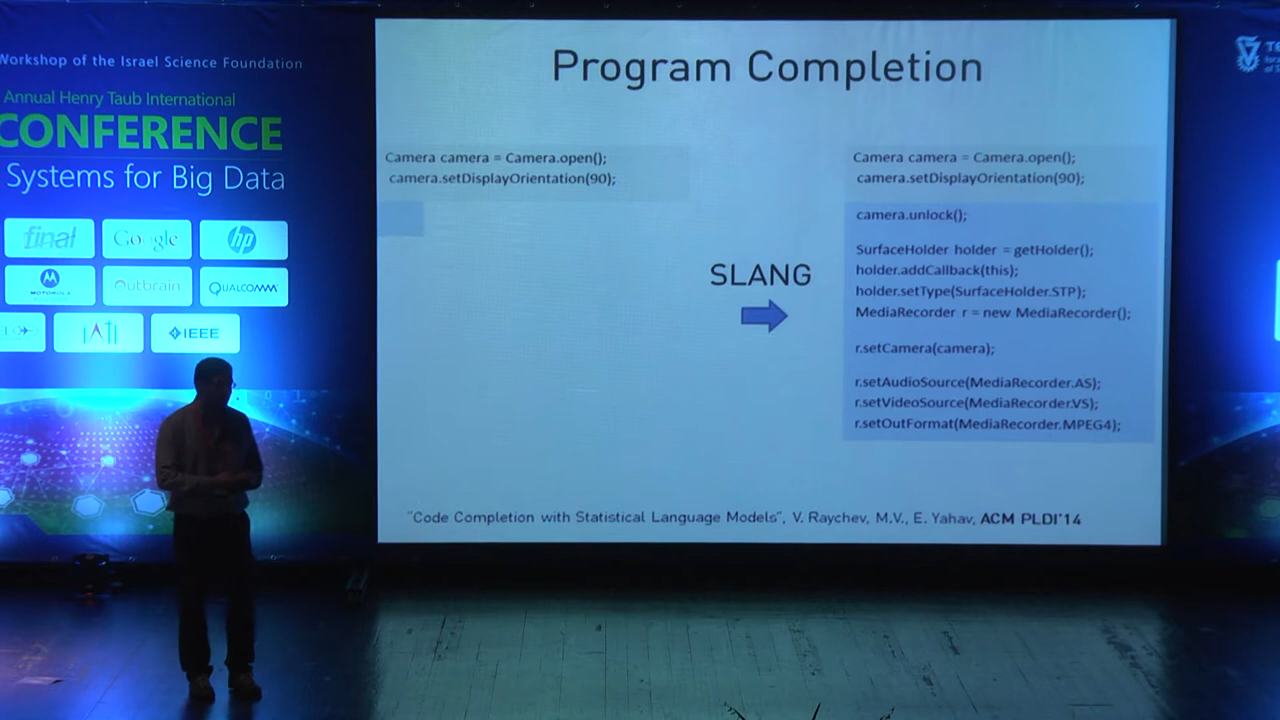 Workshop of the Israel Science Foundation
Annual Henry Taub International
CONFERENCE
Systems for Big Data
final
Google
hp
MOTOROLA
Outbrain
QUALCOMM
IATI
IEEE
Program Completion
Camera camera = Camera.open();
camera.setDisplayOrientation(90);
SLANG
Camera camera = Camera.open();
camera.setDisplayOrientation(90);
camera.unlock();
SurfaceHolder holder = getHolder();
holder.addCallback(this);
holder.setType(SurfaceHolder.STP);
MediaRecorder r = new MediaRecorder();
r.setCamera(camera);
r.setAudioSource(MediaRecorder.AS);
r.setVideoSource(MediaRecorder.VS);
r.setOutFormat(MediaRecorder.MPEG4);
"Code Completion with Statistical Language Models", V. Raychev, M.V., E. Yahav, ACM PLDI'14